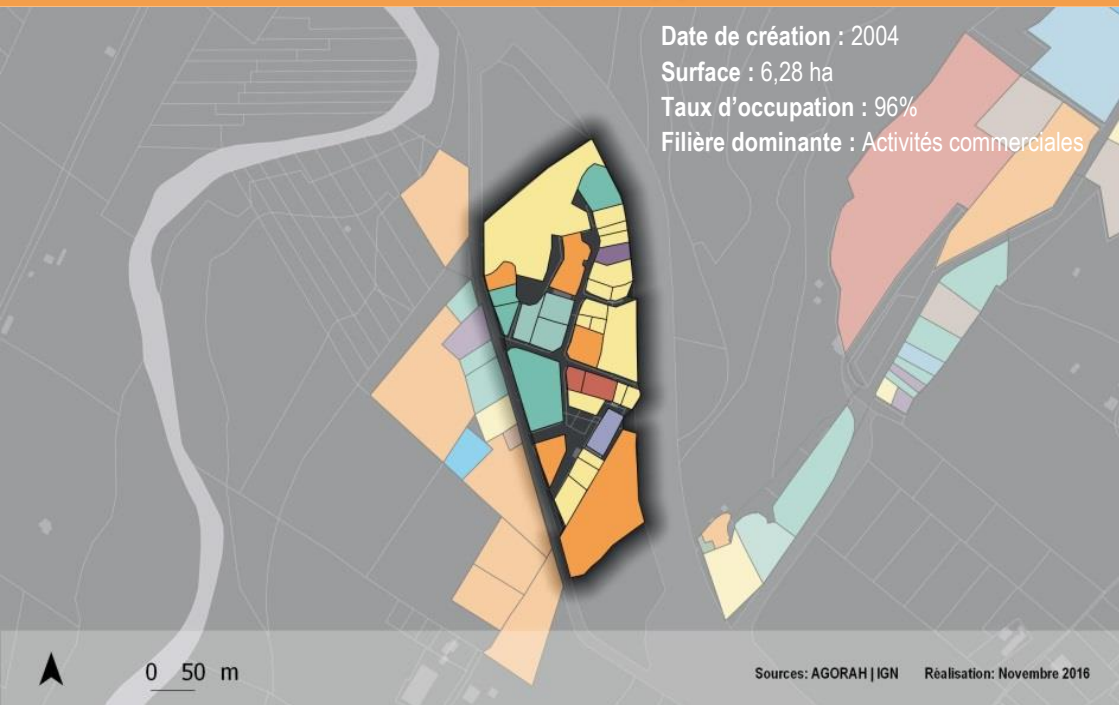 Date de création : 2004
Surface : 6,28 ha
Taux d’occupation : 96%
Filière dominante : Activités commerciales
0 50 m
Sources: AGORAH | IGN Rèalisation: Novembre 2016